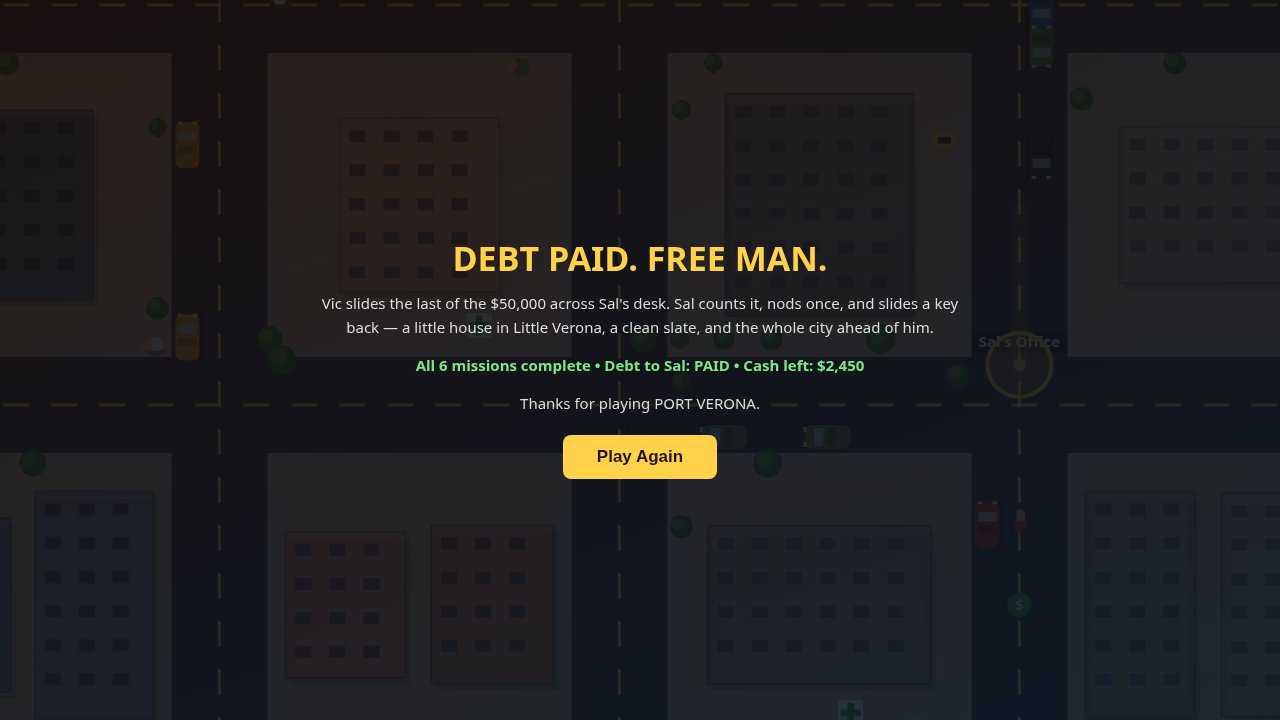 DEBT PAID. FREE MAN.
Vic slides the last of the $50,000 across Sal's desk. Sal counts it, nods once, and slides a key
back — a little house in Little Verona, a clean slate, and the whole city ahead of him.
Sal's Office
All 6 missions complete • Debt to Sal: PAID • Cash left: $2,450
Thanks for playing PORT VERONA.
Play Again
$